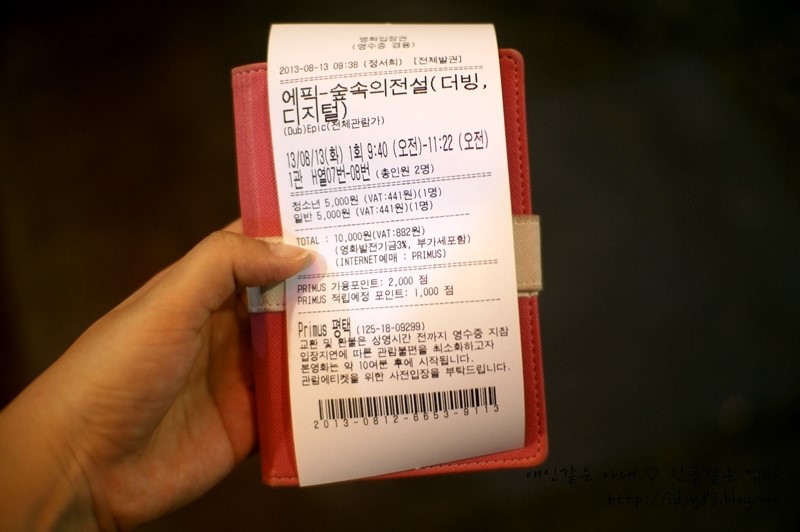 영화입장권
(영수증 겸용)
2013-08-13 09:38 (정서희) [전체발권]
에픽-숲속의전설(더빙,
디지털)
(Dub)Epic(전체관람가)
13/08/13(화) 1회 9:40 (오전)-11:22 (오전)
1관 H열07번-08번 (총인원 2명)
청소년 5,000원 (VAT:441원)(1명)
일반 5,000원 (VAT:441원)(1명)
TOTAL : 10,000원(VAT:882원)
(영화발전기금3%, 부가세포함)
(INTERNET예매 : PRIMUS)
PRIMUS 가용포인트: 2,000 점
PRIMUS 적립예정 포인트: 1,000 점
Primus 평택 (125-18-09299)
교환 및 환불은 상영시간 전까지 영수증 지참
입장지연에 따른 관람불편을 최소화하고자
본영화는 약 10여분 후에 시작됩니다.
관람에티켓을 위한 사전입장을 부탁드립니다.
2013-0812-6653-9113
애인같은 아내 ♡ 친구같은 엄마